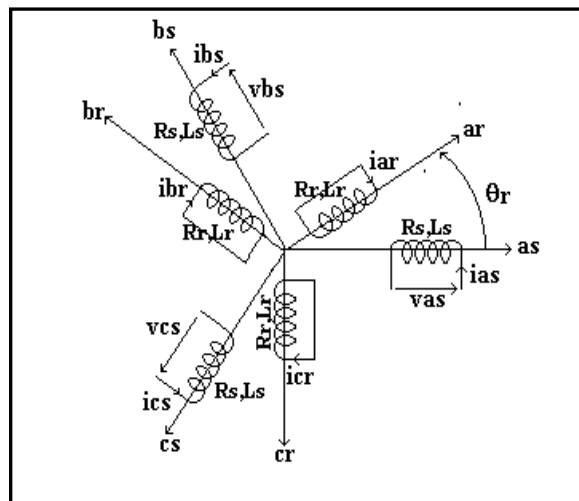 bs
ibs
vbs
br
Rs,Ls
ar
iar
Rr,Lr
θr
ibr
Rr,Lr
Rs,Ls
as
ias
vas
vcs
Rr,Lr
icr
ics
Rs,Ls
cs
cr